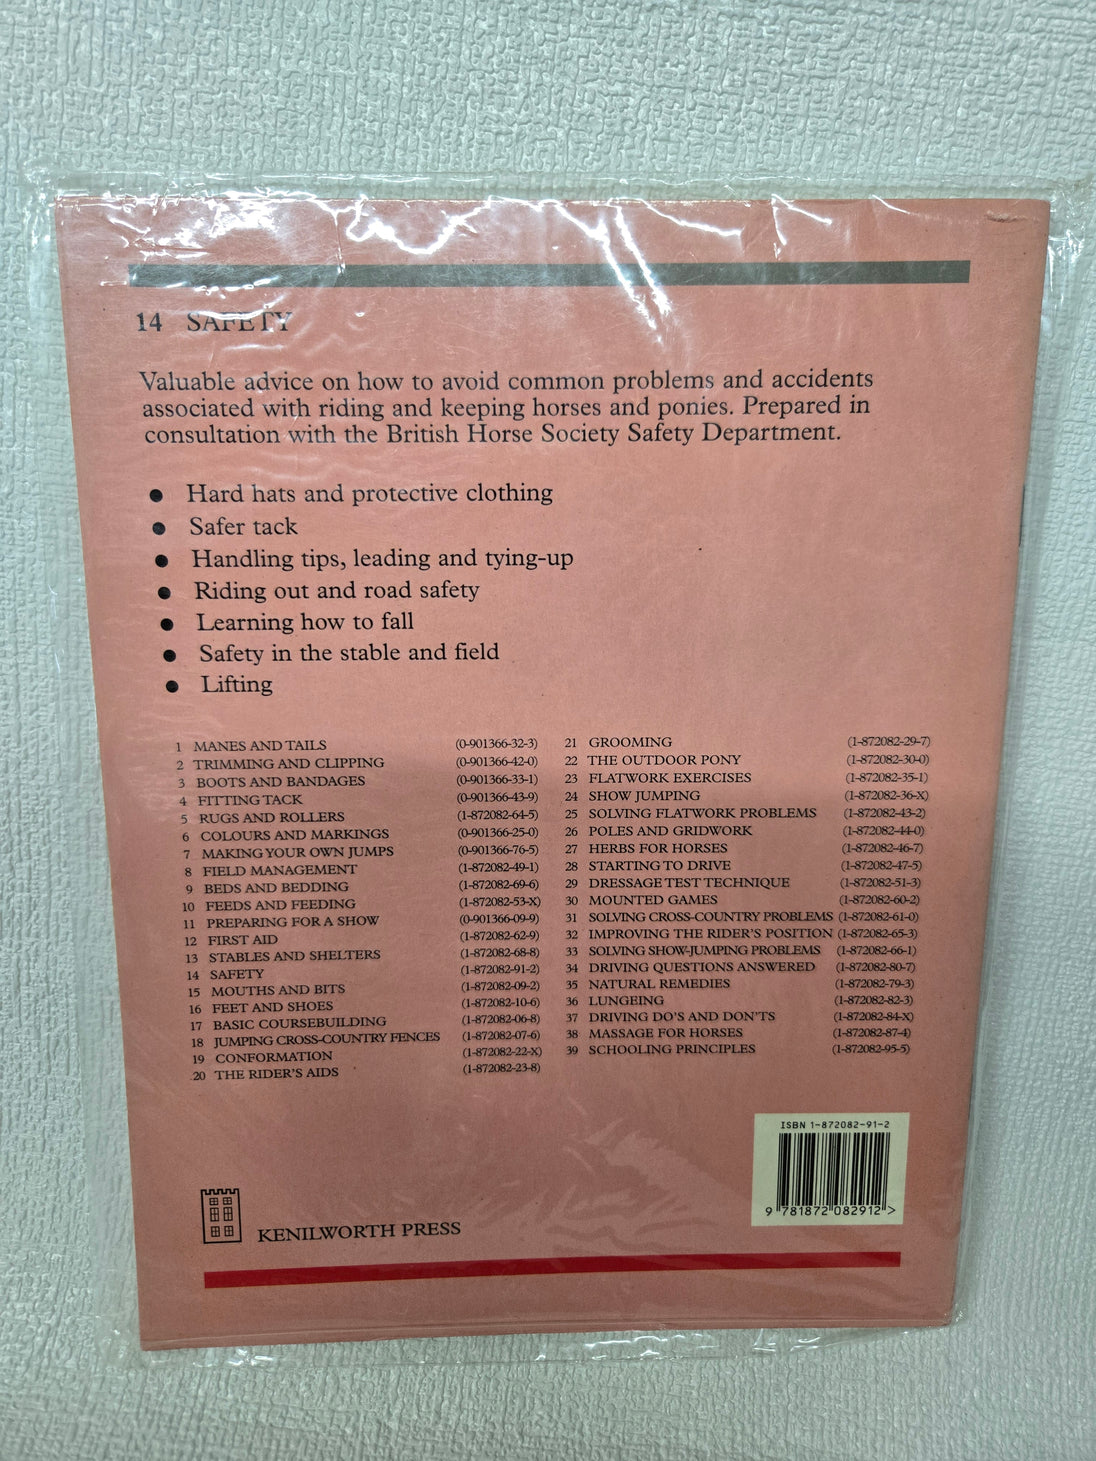 14 SAFETY
Valuable advice on how to avoid common problems and accidents
associated with riding and keeping horses and ponies. Prepared in
consultation with the British Horse Society Safety Department.
● Hard hats and protective clothing
● Safer tack
● Handling tips, leading and tying-up
● Riding out and road safety
● Learning how to fall
● Safety in the stable and field
● Lifting
1 MANES AND TAILS (0-901366-32-3)
2 TRIMMING AND CLIPPING (0-901366-42-0)
3 BOOTS AND BANDAGES (0-901366-33-1)
4 FITTING TACK (0-901366-43-9)
5 RUGS AND ROLLERS (1-872082-64-5)
6 COLOURS AND MARKINGS (0-901366-25-0)
7 MAKING YOUR OWN JUMPS (0-901366-76-5)
8 FIELD MANAGEMENT (1-872082-49-1)
9 BEDS AND BEDDING (1-872082-69-6)
10 FEEDS AND FEEDING (1-872082-53-X)
11 PREPARING FOR A SHOW (0-901366-09-9)
12 FIRST AID (1-872082-62-9)
13 STABLES AND SHELTERS (1-872082-68-8)
14 SAFETY (1-872082-91-2)
15 MOUTHS AND BITS (1-872082-09-2)
16 FEET AND SHOES (1-872082-10-6)
17 BASIC COURSEBUILDING (1-872082-06-8)
18 JUMPING CROSS-COUNTRY FENCES (1-872082-07-6)
19 CONFORMATION (1-872082-22-X)
20 THE RIDER'S AIDS (1-872082-23-8)
21 GROOMING (1-872082-29-7)
22 THE OUTDOOR PONY (1-872082-30-0)
23 FLATWORK EXERCISES (1-872082-35-1)
24 SHOW JUMPING (1-872082-36-X)
25 SOLVING FLATWORK PROBLEMS (1-872082-43-2)
26 POLES AND GRIDWORK (1-872082-44-0)
27 HERBS FOR HORSES (1-872082-46-7)
28 STARTING TO DRIVE (1-872082-47-5)
29 DRESSAGE TEST TECHNIQUE (1-872082-51-3)
30 MOUNTED GAMES (1-872082-60-2)
31 SOLVING CROSS-COUNTRY PROBLEMS (1-872082-61-0)
32 IMPROVING THE RIDER'S POSITION (1-872082-65-3)
33 SOLVING SHOW-JUMPING PROBLEMS (1-872082-66-1)
34 DRIVING QUESTIONS ANSWERED (1-872082-80-7)
35 NATURAL REMEDIES (1-872082-79-3)
36 LUNGEING (1-872082-82-3)
37 DRIVING DO'S AND DON'TS (1-872082-84-X)
38 MASSAGE FOR HORSES (1-872082-87-4)
39 SCHOOLING PRINCIPLES (1-872082-95-5)
ISBN 1-872082-91-2
9 781872 082912 >
KENILWORTH PRESS